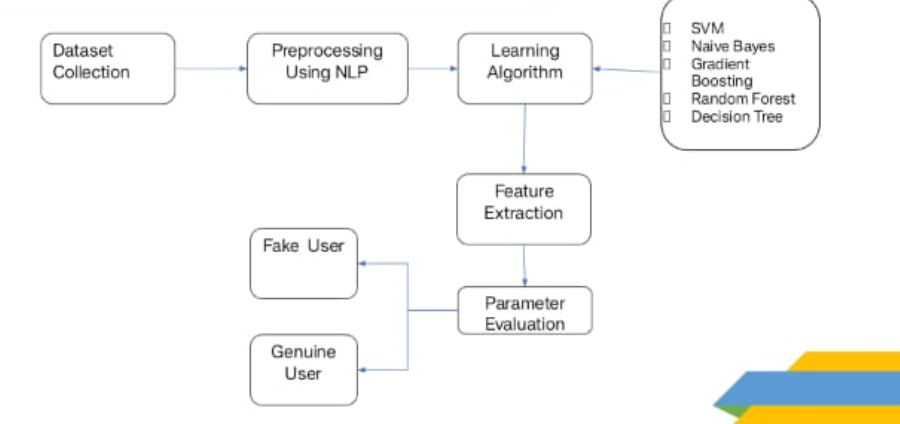 Dataset
Collection
Preprocessing
Using NLP
Learning
Algorithm
SVM
Naive Bayes
Gradient
Boosting
Random Forest
Decision Tree
Feature
Extraction
Fake User
Parameter
Evaluation
Genuine
User